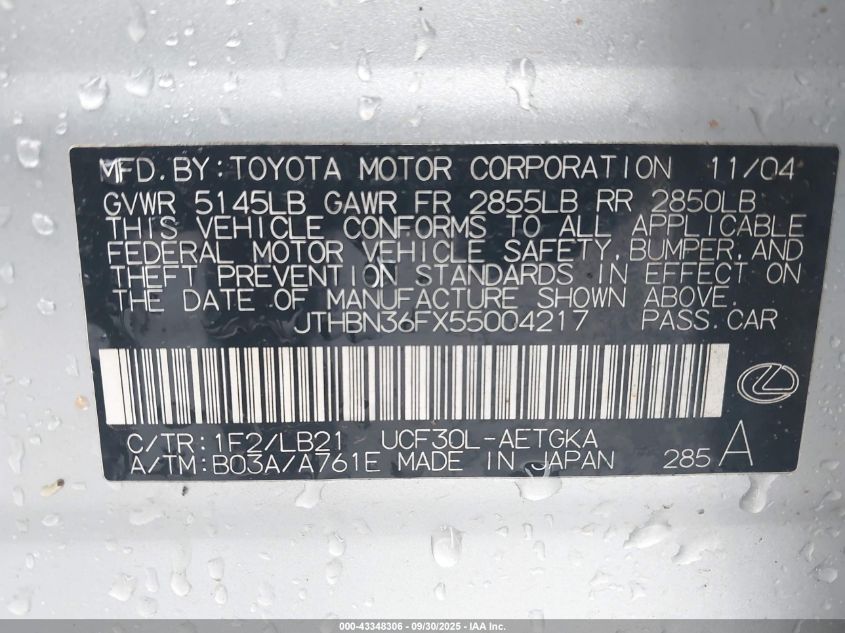 MFD. BY: TOYOTA MOTOR CORPORATION 11/04
GVWR 5145LB GAWR FR 2855LB RR 2850LB
THIS VEHICLE CONFORMS TO ALL APPLICABLE
FEDERAL MOTOR VEHICLE SAFETY, BUMPER, AND
THEFT PREVENTION STANDARDS IN EFFECT ON
THE DATE OF MANUFACTURE SHOWN ABOVE.
JTHBN36FX55004217 PASS. CAR
C/TR: 1F2/LB21 UCF30L-AETGKA
A/TM: B03A/A761E MADE IN JAPAN 285 A
000-43348306 - 09/30/2025 - IAA Inc.